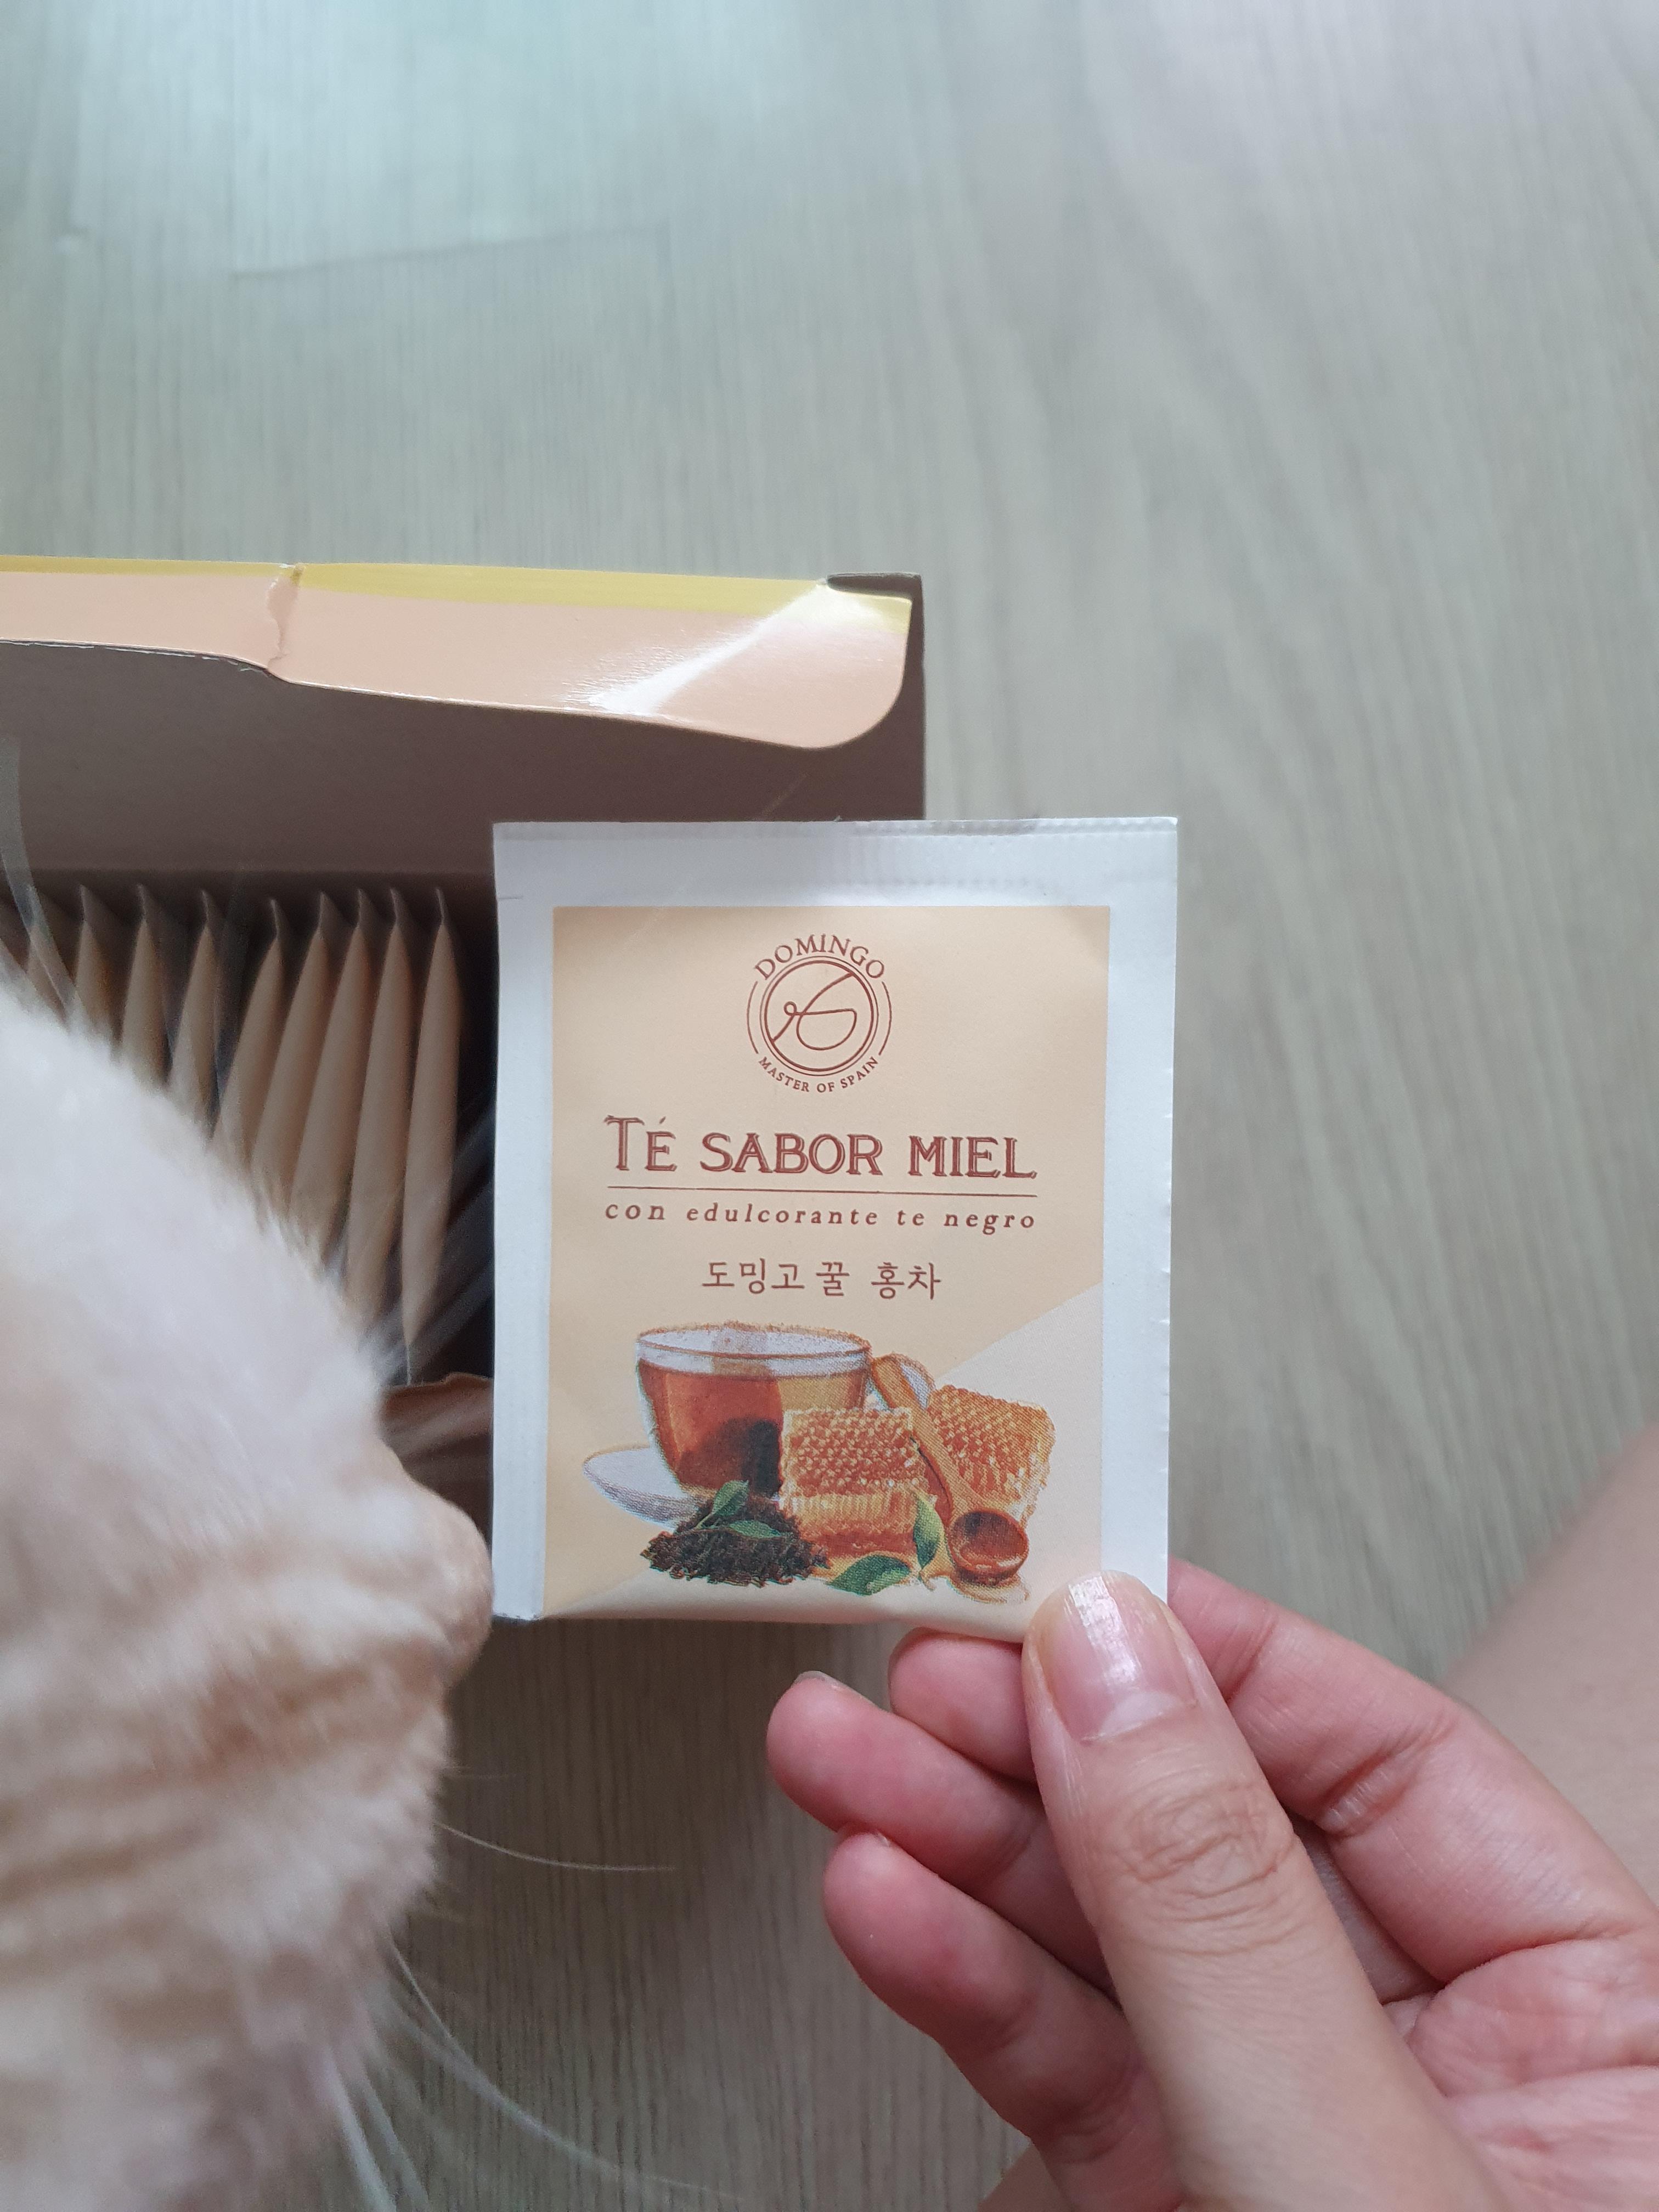 DOMINGO
MASTER OF SPAIN
TÉ SABOR MIEL
con edulcorante te negro
도밍고 꿀 홍차